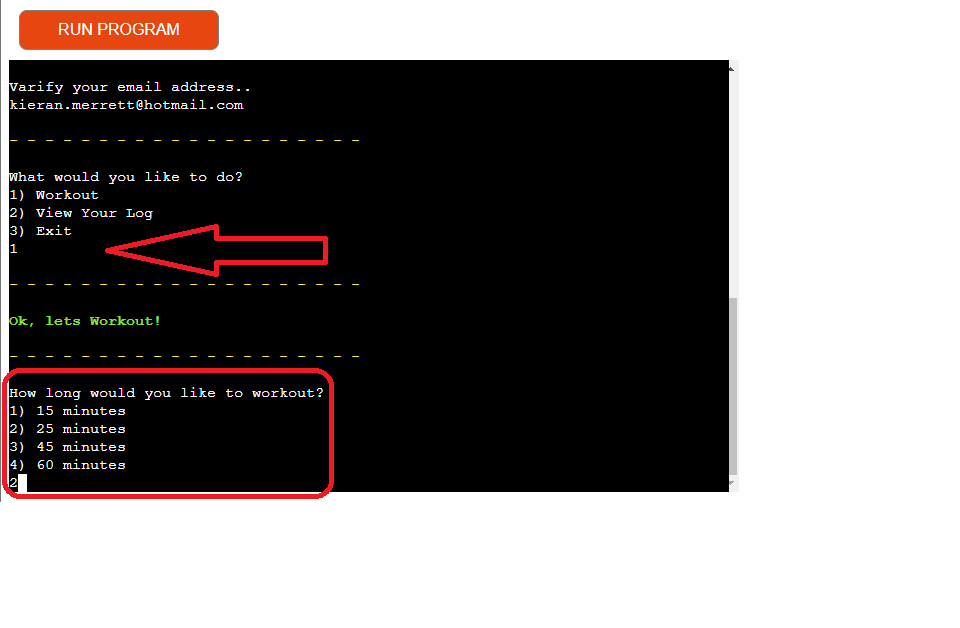 RUN PROGRAM
Varify your email address..
kieran.merrett@hotmail.com
- - - - - - - - - - - - - - - - - - - -
What would you like to do?
1) Workout
2) View Your Log
3) Exit
1
- - - - - - - - - - - - - - - - - - - -
Ok, lets Workout!
- - - - - - - - - - - - - - - - - - - -
How long would you like to workout?
1) 15 minutes
2) 25 minutes
3) 45 minutes
4) 60 minutes
2